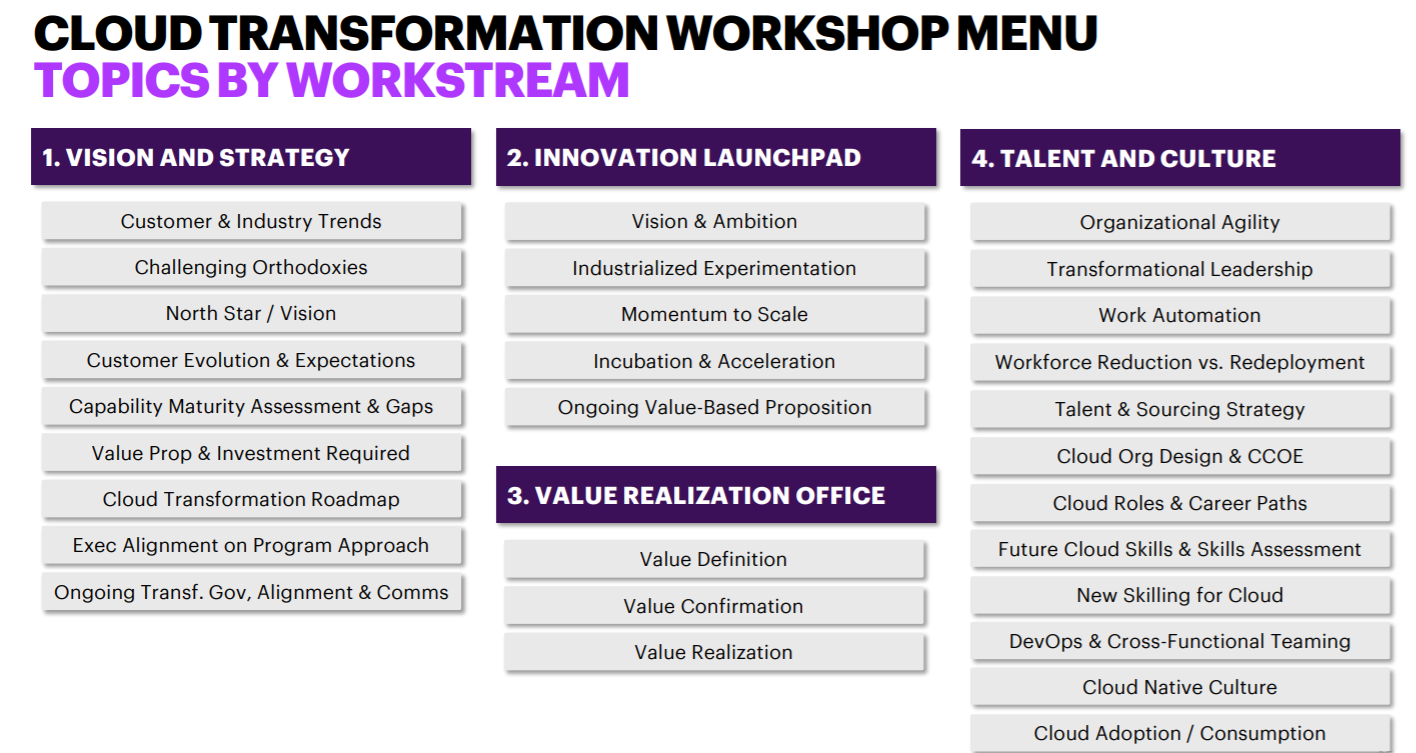 CLOUD TRANSFORMATION WORKSHOP MENU
TOPICS BY WORKSTREAM
1. VISION AND STRATEGY
Customer & Industry Trends
Challenging Orthodoxies
North Star / Vision
Customer Evolution & Expectations
Capability Maturity Assessment & Gaps
Value Prop & Investment Required
Cloud Transformation Roadmap
Exec Alignment on Program Approach
Ongoing Transf. Gov, Alignment & Comms
2. INNOVATION LAUNCHPAD
Vision & Ambition
Industrialized Experimentation
Momentum to Scale
Incubation & Acceleration
Ongoing Value-Based Proposition
3. VALUE REALIZATION OFFICE
Value Definition
Value Confirmation
Value Realization
4. TALENT AND CULTURE
Organizational Agility
Transformational Leadership
Work Automation
Workforce Reduction vs. Redeployment
Talent & Sourcing Strategy
Cloud Org Design & CCOE
Cloud Roles & Career Paths
Future Cloud Skills & Skills Assessment
New Skilling for Cloud
DevOps & Cross-Functional Teaming
Cloud Native Culture
Cloud Adoption / Consumption